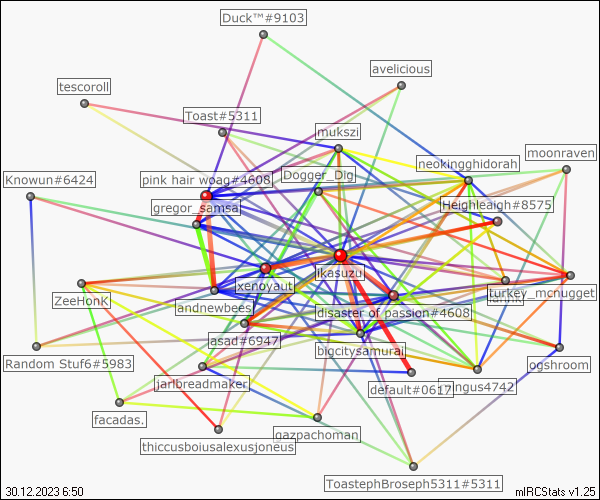 Duck™#9103
avelicious
tescoroll
Toast#5311
mukszi
neokingghidorah
moonraven
Dogger_Dig
Knowun#6424
pink hair woag#4608
Heighleaigh#8575
gregor_samsa
ikasuzu
xenoyaut
turkey_mcnugget
ZeeHonK
andnewbees
disaster of passion#4608
asad#6947
bigcitysamurai
Random Stuf6#5983
ogshroom
jarlbreadmaker
default#0617
facadas.
gazpachoman
thiccusboiusalexusjoneus
ToastephBroseph5311#5311
30.12.2023 6:50
mIRCStats v1.25